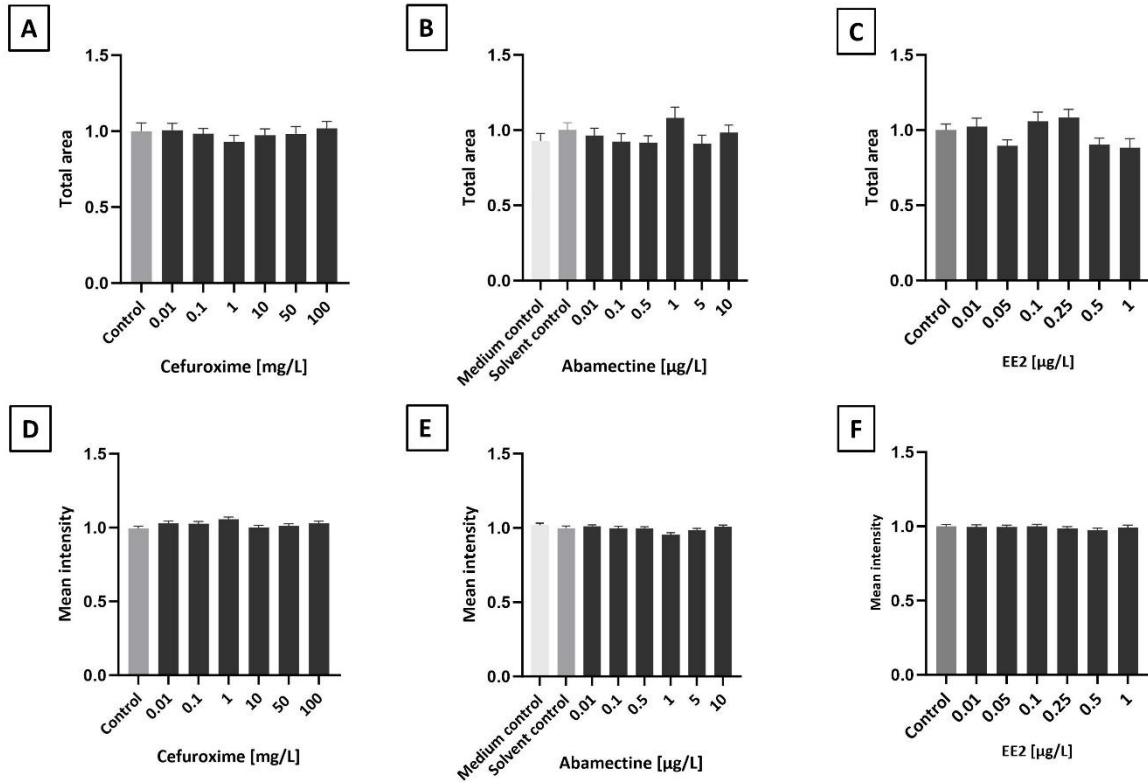 A
Total area
1.5
1.0
0.5
0.0
Control
0.01
0.1
1
10
50
100
Cefuroxime [mg/L]
B
Total area
1.5
1.0
0.5
0.0
Medium control
Solvent control
0.01
0.1
0.5
1
5
10
Abamectine [µg/L]
C
Total area
1.5
1.0
0.5
0.0
Control
0.01
0.05
0.1
0.25
0.5
1
EE2 [µg/L]
D
Mean intensity
1.5
1.0
0.5
0.0
Control
0.01
0.1
1
10
50
100
Cefuroxime [mg/L]
E
Mean intensity
1.5
1.0
0.5
0.0
Medium control
Solvent control
0.01
0.1
0.5
1
5
10
Abamectine [µg/L]
F
Mean intensity
1.5
1.0
0.5
0.0
Control
0.01
0.05
0.1
0.25
0.5
1
EE2 [µg/L]